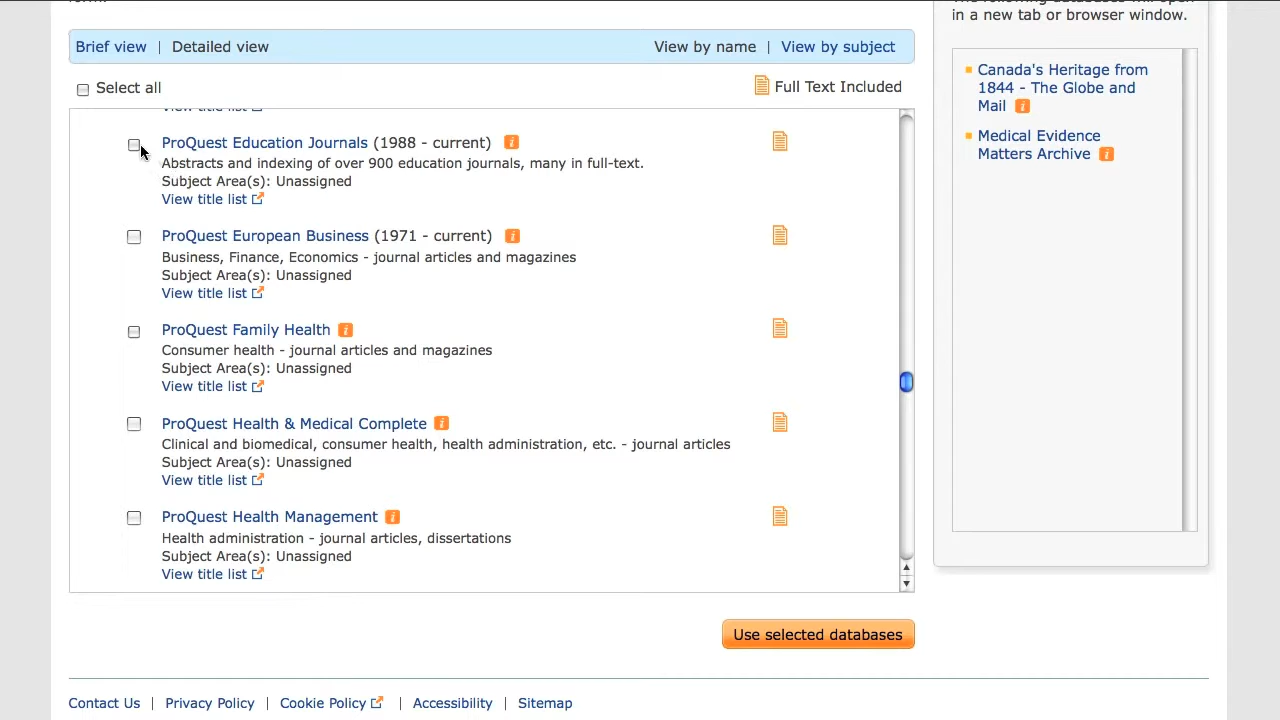 in a new tab or browser window.
Brief view | Detailed view View by name | View by subject
Select all Full Text Included
ProQuest Education Journals (1988 - current)
Abstracts and indexing of over 900 education journals, many in full-text.
Subject Area(s): Unassigned
View title list
ProQuest European Business (1971 - current)
Business, Finance, Economics - journal articles and magazines
Subject Area(s): Unassigned
View title list
ProQuest Family Health
Consumer health - journal articles and magazines
Subject Area(s): Unassigned
View title list
ProQuest Health & Medical Complete
Clinical and biomedical, consumer health, health administration, etc. - journal articles
Subject Area(s): Unassigned
View title list
ProQuest Health Management
Health administration - journal articles, dissertations
Subject Area(s): Unassigned
View title list
Canada's Heritage from
1844 - The Globe and
Mail
Medical Evidence
Matters Archive
Use selected databases
Contact Us | Privacy Policy | Cookie Policy | Accessibility | Sitemap